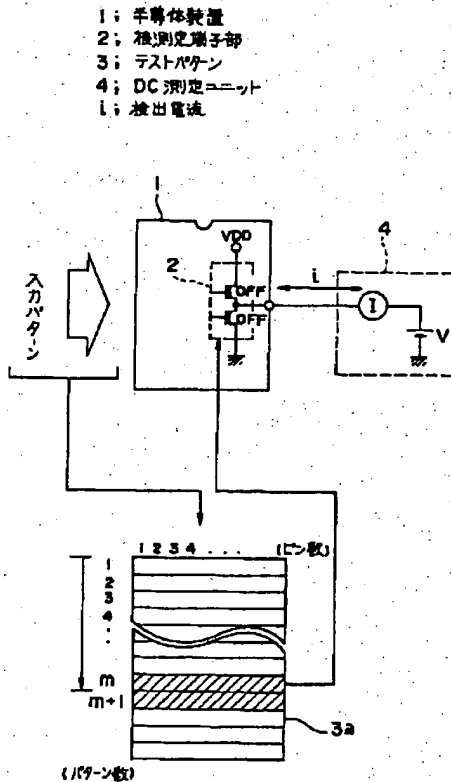 1; 半導体装置
2; 被測定端子部
3; テストパターン
4; DC測定ユニット
i; 検出電流
1
4
VDD
2
i
OFF
I
OFF
V
入力パターン
1 2 3 4 . . . (ピン数)
1
2
3
4
.
.
m
m+1
3a
(パターン数)